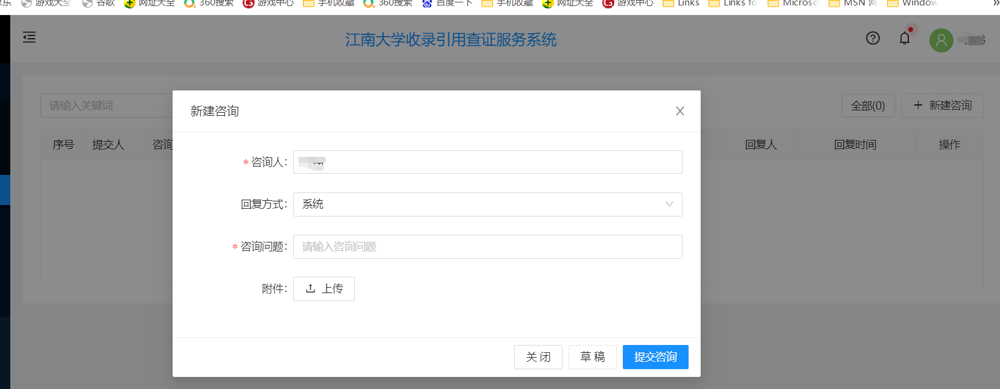 游戏大全 谷歌 网址大全 360搜索 游戏中心 手机收藏 360搜索 百度一下 手机收藏 网址大全 游戏中心 Links Links fo Microso MSN 网 Window »
江南大学收录引用查证服务系统
请输入关键词 全部(0) + 新建咨询
序号 提交人 咨询 回复人 回复时间 操作
新建咨询 X
* 咨询人:
回复方式: 系统
* 咨询问题: 请输入咨询问题
附件: 上传
关 闭 草 稿 提交咨询